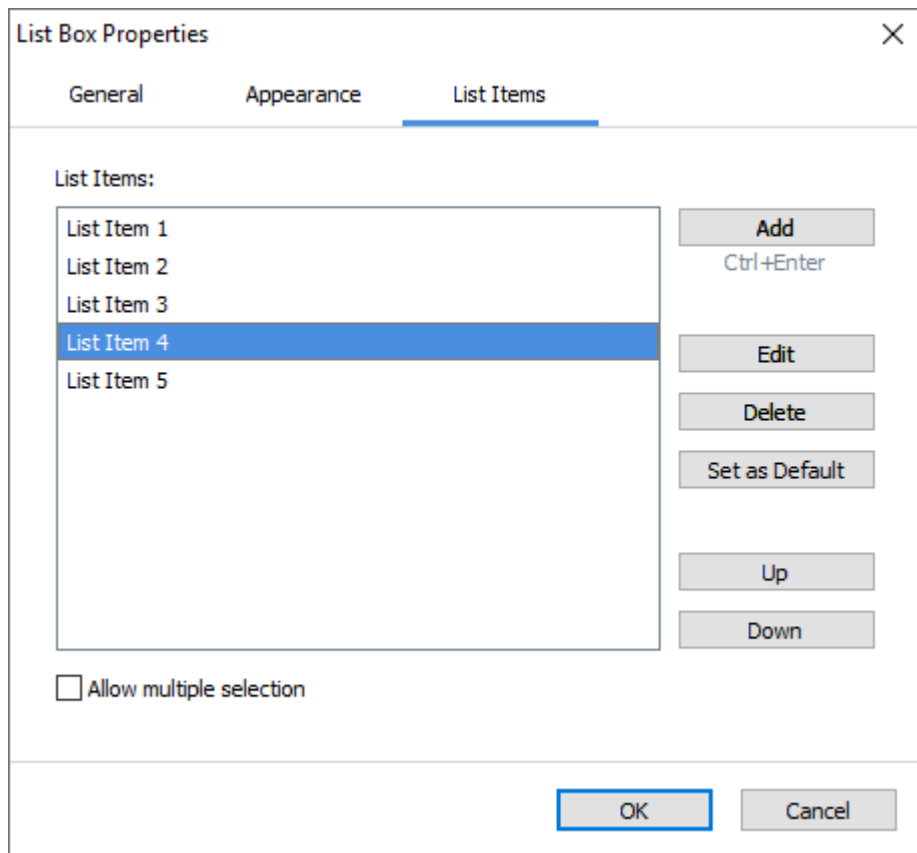 List Box Properties
General Appearance List Items
List Items:
List Item 1
List Item 2
List Item 3
List Item 4
List Item 5
Add
Ctrl+Enter
Edit
Delete
Set as Default
Up
Down
Allow multiple selection
OK Cancel